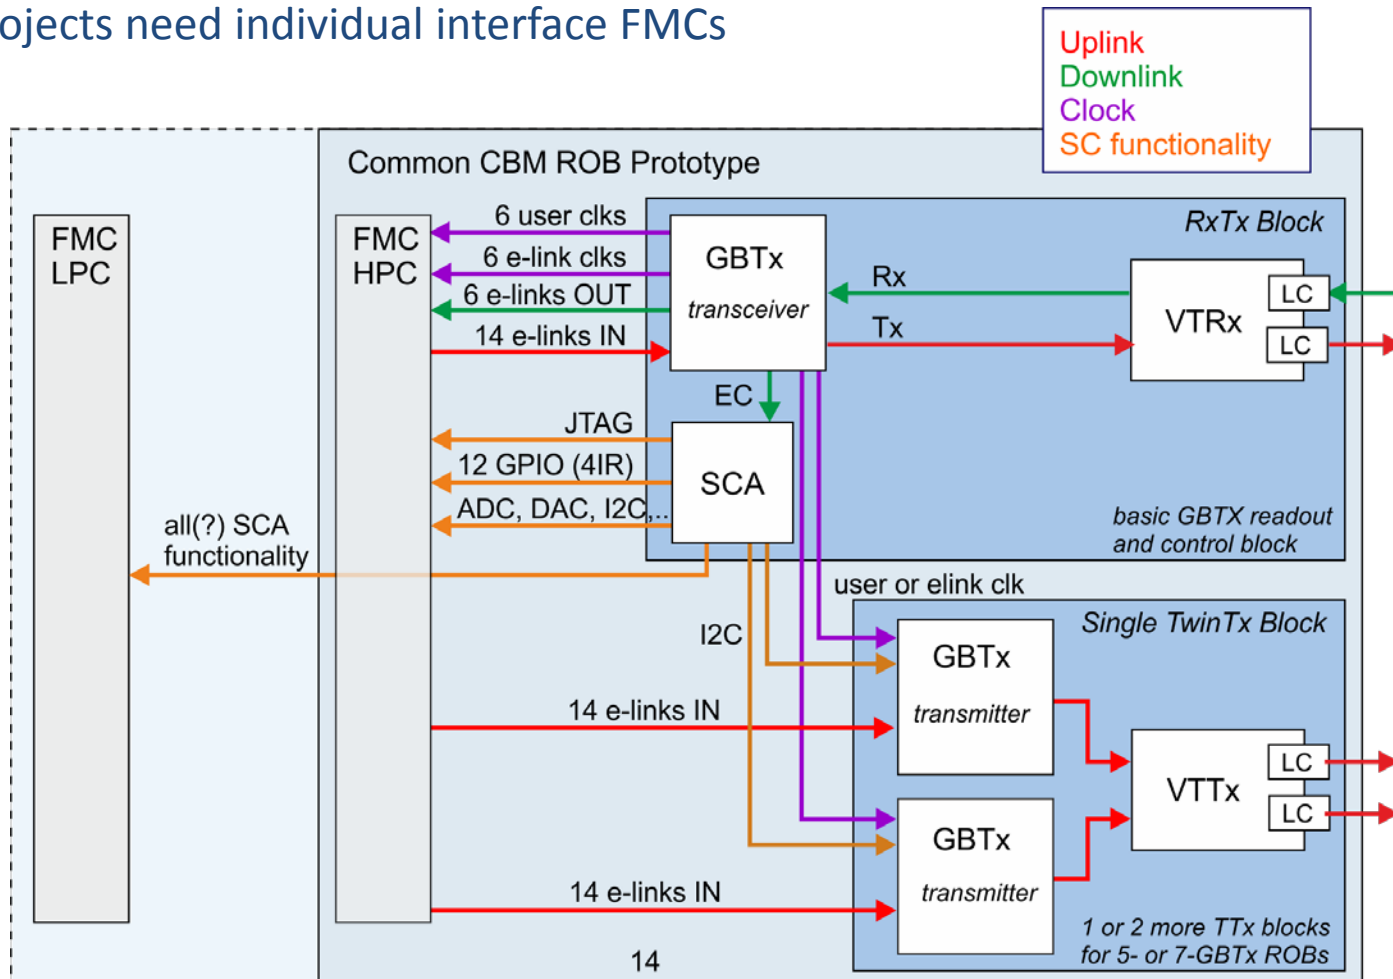 ojects need individual interface FMCs
Uplink
Downlink
Clock
SC functionality
Common CBM ROB Prototype
FMC
LPC
FMC
HPC
6 user clks
6 e-link clks
6 e-links OUT
14 e-links IN
GBTx
transceiver
RxTx Block
Rx
Tx
VTRx
LC
LC
EC
JTAG
12 GPIO (4IR)
ADC, DAC, I2C,..
SCA
basic GBTX readout
and control block
all(?) SCA
functionality
user or elink clk
I2C
Single TwinTx Block
GBTx
transmitter
14 e-links IN
VTTx
LC
LC
GBTx
transmitter
14 e-links IN
1 or 2 more TTx blocks
for 5- or 7-GBTx ROBs
14